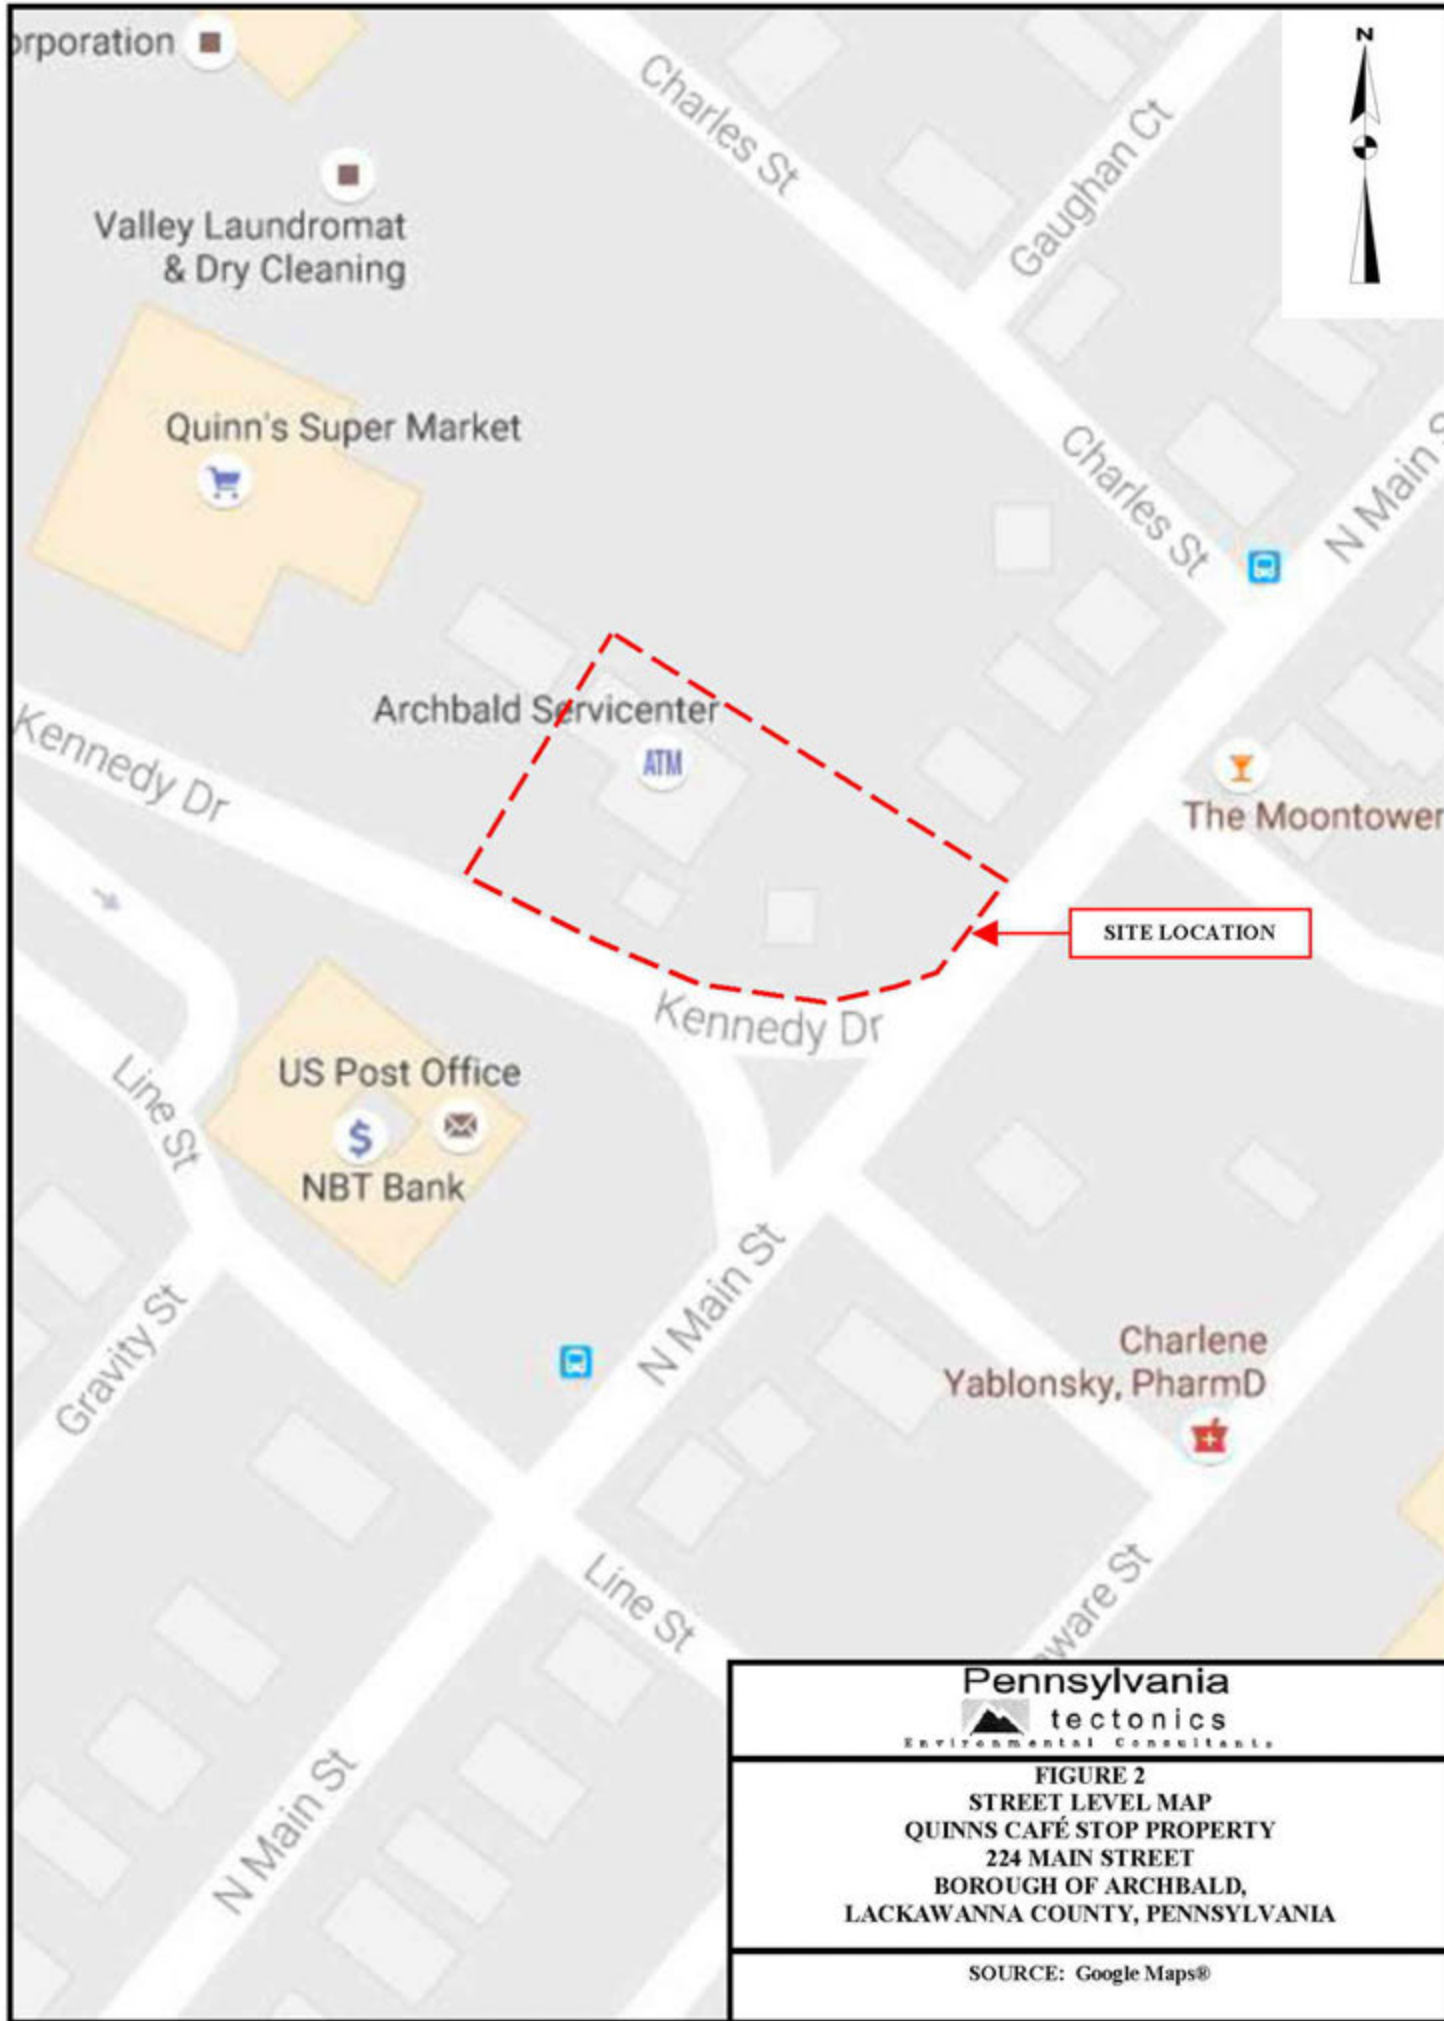 orporation
N
Charles St
Gaughan Ct
Valley Laundromat
& Dry Cleaning
Quinn's Super Market
Charles St
N Main S
Archbald Servicenter
ATM
Kennedy Dr
The Moontower
SITE LOCATION
Kennedy Dr
US Post Office
$
NBT Bank
Line St
N Main St
Gravity St
Charlene
Yablonsky, PharmD
Line St
aware St
N Main St
Pennsylvania
tectonics
Environmental Consultants
FIGURE 2
STREET LEVEL MAP
QUINNS CAFÉ STOP PROPERTY
224 MAIN STREET
BOROUGH OF ARCHBALD,
LACKAWANNA COUNTY, PENNSYLVANIA
SOURCE: Google Maps®